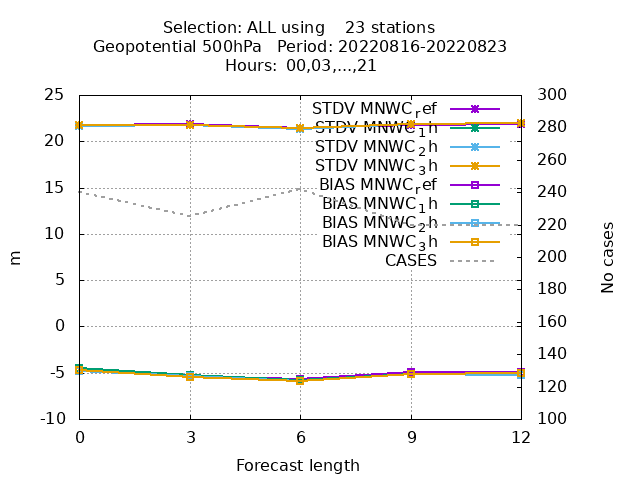 Selection: ALL using    23 stations
Geopotential 500hPa   Period: 20220816-20220823
Hours:  00,03,...,21
25
20
15
10
5
0
-5
-10
m
300
280
260
240
220
200
180
160
140
120
100
No cases
STDV MNWC_ref
STDV MNWC_1h
STDV MNWC_2h
STDV MNWC_3h
BIAS MNWC_ref
BIAS MNWC_1h
BIAS MNWC_2h
BIAS MNWC_3h
CASES
0 3 6 9 12
Forecast length